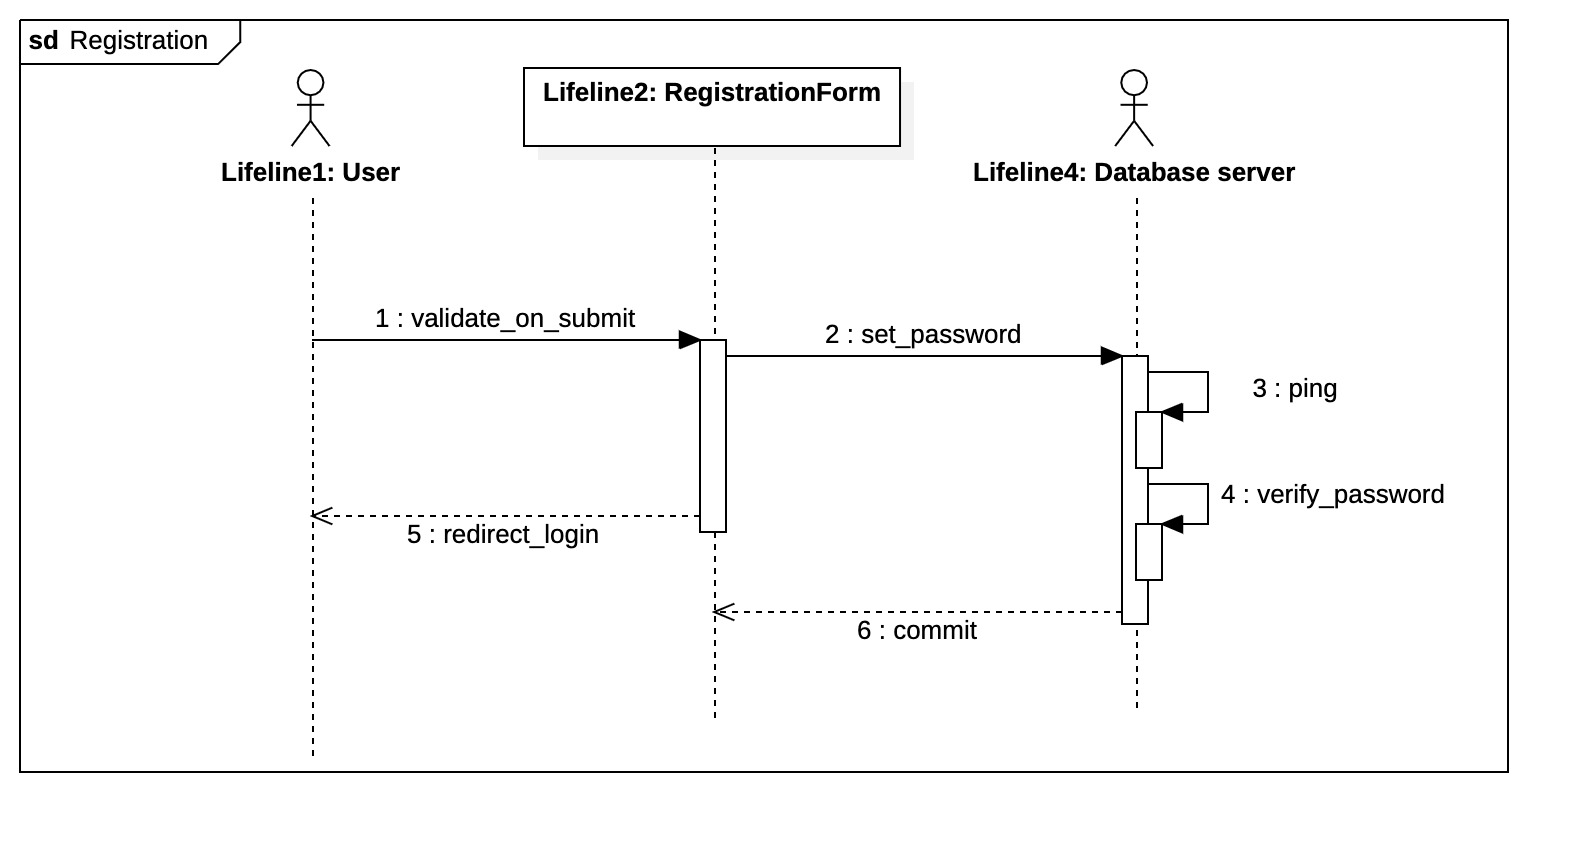 sd Registration
Lifeline2: RegistrationForm
Lifeline1: User
Lifeline4: Database server
1 : validate_on_submit
2 : set_password
3 : ping
4 : verify_password
5 : redirect_login
6 : commit